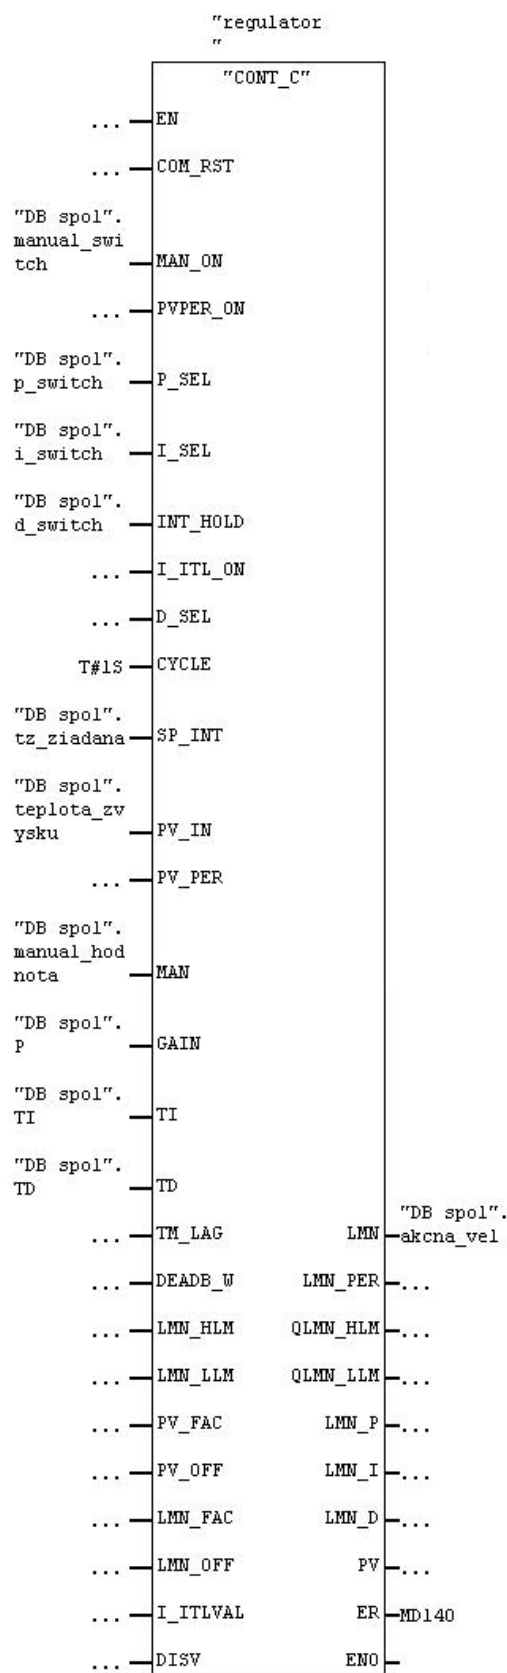 "regulator
"
"CONT_C"
... EN
... COM_RST
"DB spol".
manual_swi
tch MAN_ON
... PVPER_ON
"DB spol".
p_switch P_SEL
"DB spol".
i_switch I_SEL
"DB spol".
d_switch INT_HOLD
... I_ITL_ON
... D_SEL
T#1S CYCLE
"DB spol".
tz_ziadana SP_INT
"DB spol".
teplota_zv
ysku PV_IN
... PV_PER
"DB spol".
manual_hod
nota MAN
"DB spol".
P GAIN
"DB spol".
TI TI
"DB spol".
TD TD
"DB spol".
... TM_LAG LMN akcna_vel
... DEADB_W LMN_PER ...
... LMN_HLM QLMN_HLM ...
... LMN_LLM QLMN_LLM ...
... PV_FAC LMN_P ...
... PV_OFF LMN_I ...
... LMN_FAC LMN_D ...
... LMN_OFF PV ...
... I_ITLVAL ER MD140
... DISV ENO